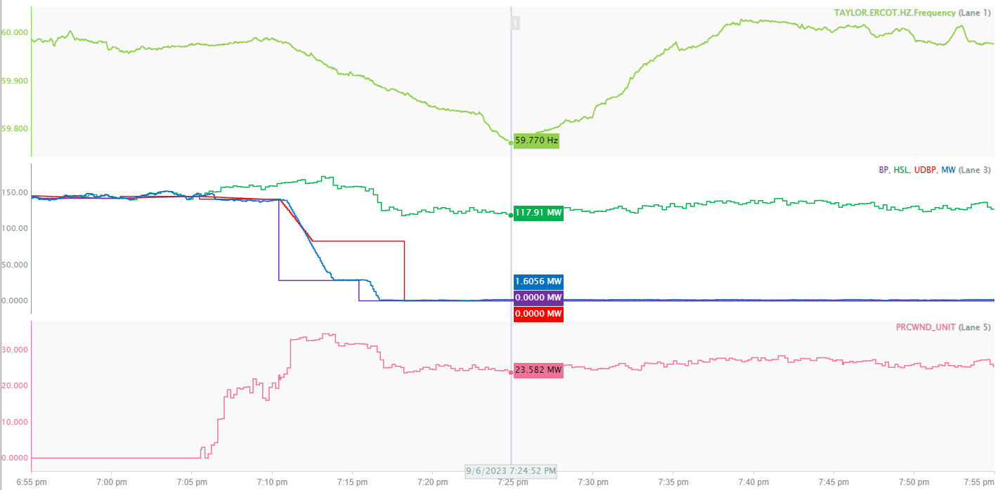 TAYLOR.ERCOT.HZ.Frequency (Lane 1)
1
60.000
59.900
59.800
59.770 Hz
BP, HSL, UDBP, MW (Lane 3)
150.00
100.00
50.000
0.0000
117.91 MW
1.6056 MW
0.0000 MW
0.0000 MW
PRCWND_UNIT (Lane 5)
30.000
20.000
10.000
0.0000
23.582 MW
9/6/2023 7:24:52 PM
6:55 pm 7:00 pm 7:05 pm 7:10 pm 7:15 pm 7:20 pm 7:25 pm 7:30 pm 7:35 pm 7:40 pm 7:45 pm 7:50 pm 7:55 pm